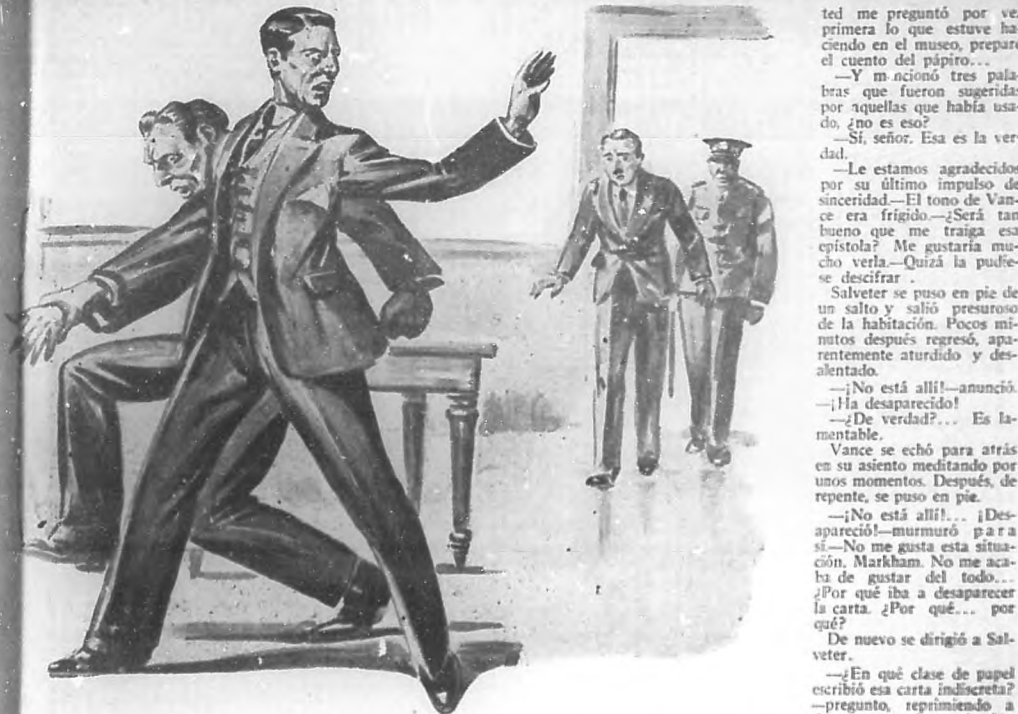 ted me preguntó por vez
primera lo que estuve ha-
ciendo en el museo, preparé
el cuento del pápiro...
—Y m ncionó tres pala-
bras que fueron sugeridas
por aquellas que había usa-
do, ¿no es eso?
—Sí, señor. Esa es la ver-
dad.
—Le estamos agradecidos
por su último impulso de
sinceridad.—El tono de Van-
ce era frígido.—¿Será tan
bueno que me traiga esa
epístola? Me gustaría mu-
cho verla.—Quizá la pudie-
se descifrar .
Salveter se puso en pie de
un salto y salió presuroso
de la habitación. Pocos mi-
nutos después regresó, apa-
rentemente aturdido y des-
alentado.
—¡No está allí!—anunció.
—¡Ha desaparecido!
—¿De verdad?... Es la-
mentable.
Vance se echó para atrás
en su asiento meditando por
unos momentos. Después, de
repente, se puso en pie.
—¡No está allí!... ¡Des-
apareció!—murmuró para
sí.—No me gusta esta situa-
ción, Markham. No me aca-
ba de gustar del todo...
¿Por qué iba a desaparecer
la carta. ¿Por qué... por
qué?
De nuevo se dirigió a Sal-
veter.
—¿En qué clase de papel
escribió esa carta indiscreta?
—pregunto, reprimiendo a